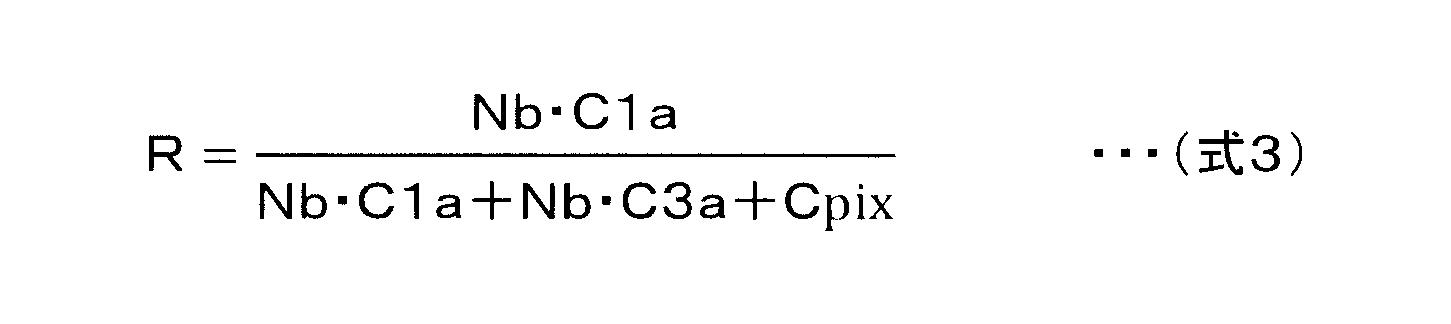 Nb·C1a
R = ···(式3)
Nb·C1a+Nb·C3a+Cpix